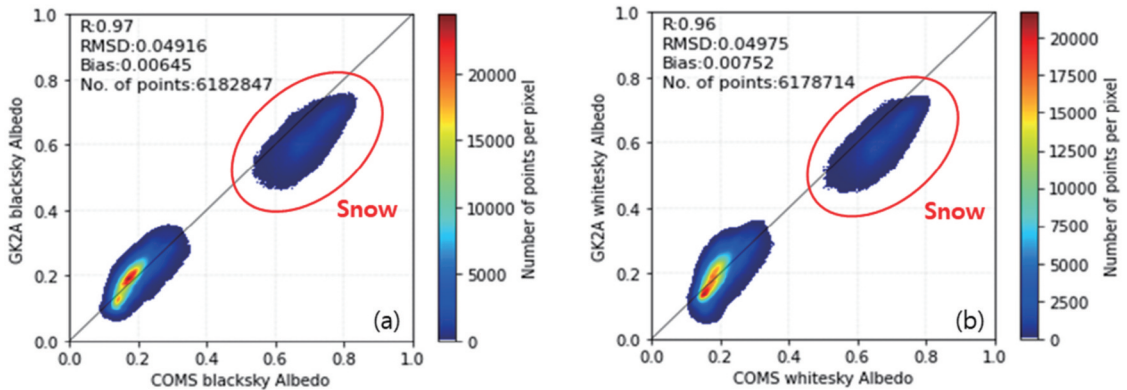 R:0.97
RMSD:0.04916
Bias:0.00645
No. of points:6182847
Snow
(a)
GK2A blacksky Albedo
COMS blacksky Albedo
0.0 0.2 0.4 0.6 0.8 1.0
0.0
0.2
0.4
0.6
0.8
1.0
Number of points per pixel
20000
15000
10000
5000
0
R:0.96
RMSD:0.04975
Bias:0.00752
No. of points:6178714
Snow
(b)
GK2A whitesky Albedo
COMS whitesky Albedo
0.0 0.2 0.4 0.6 0.8 1.0
0.0
0.2
0.4
0.6
0.8
1.0
Number of points per pixel
20000
17500
15000
12500
10000
7500
5000
2500
0